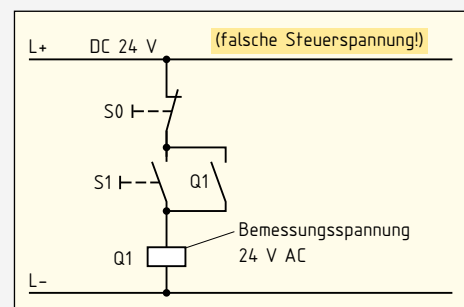 L+ DC 24 V (falsche Steuerspannung!)
S0
S1 Q1
Bemessungsspannung
Q1 24 V AC
L–